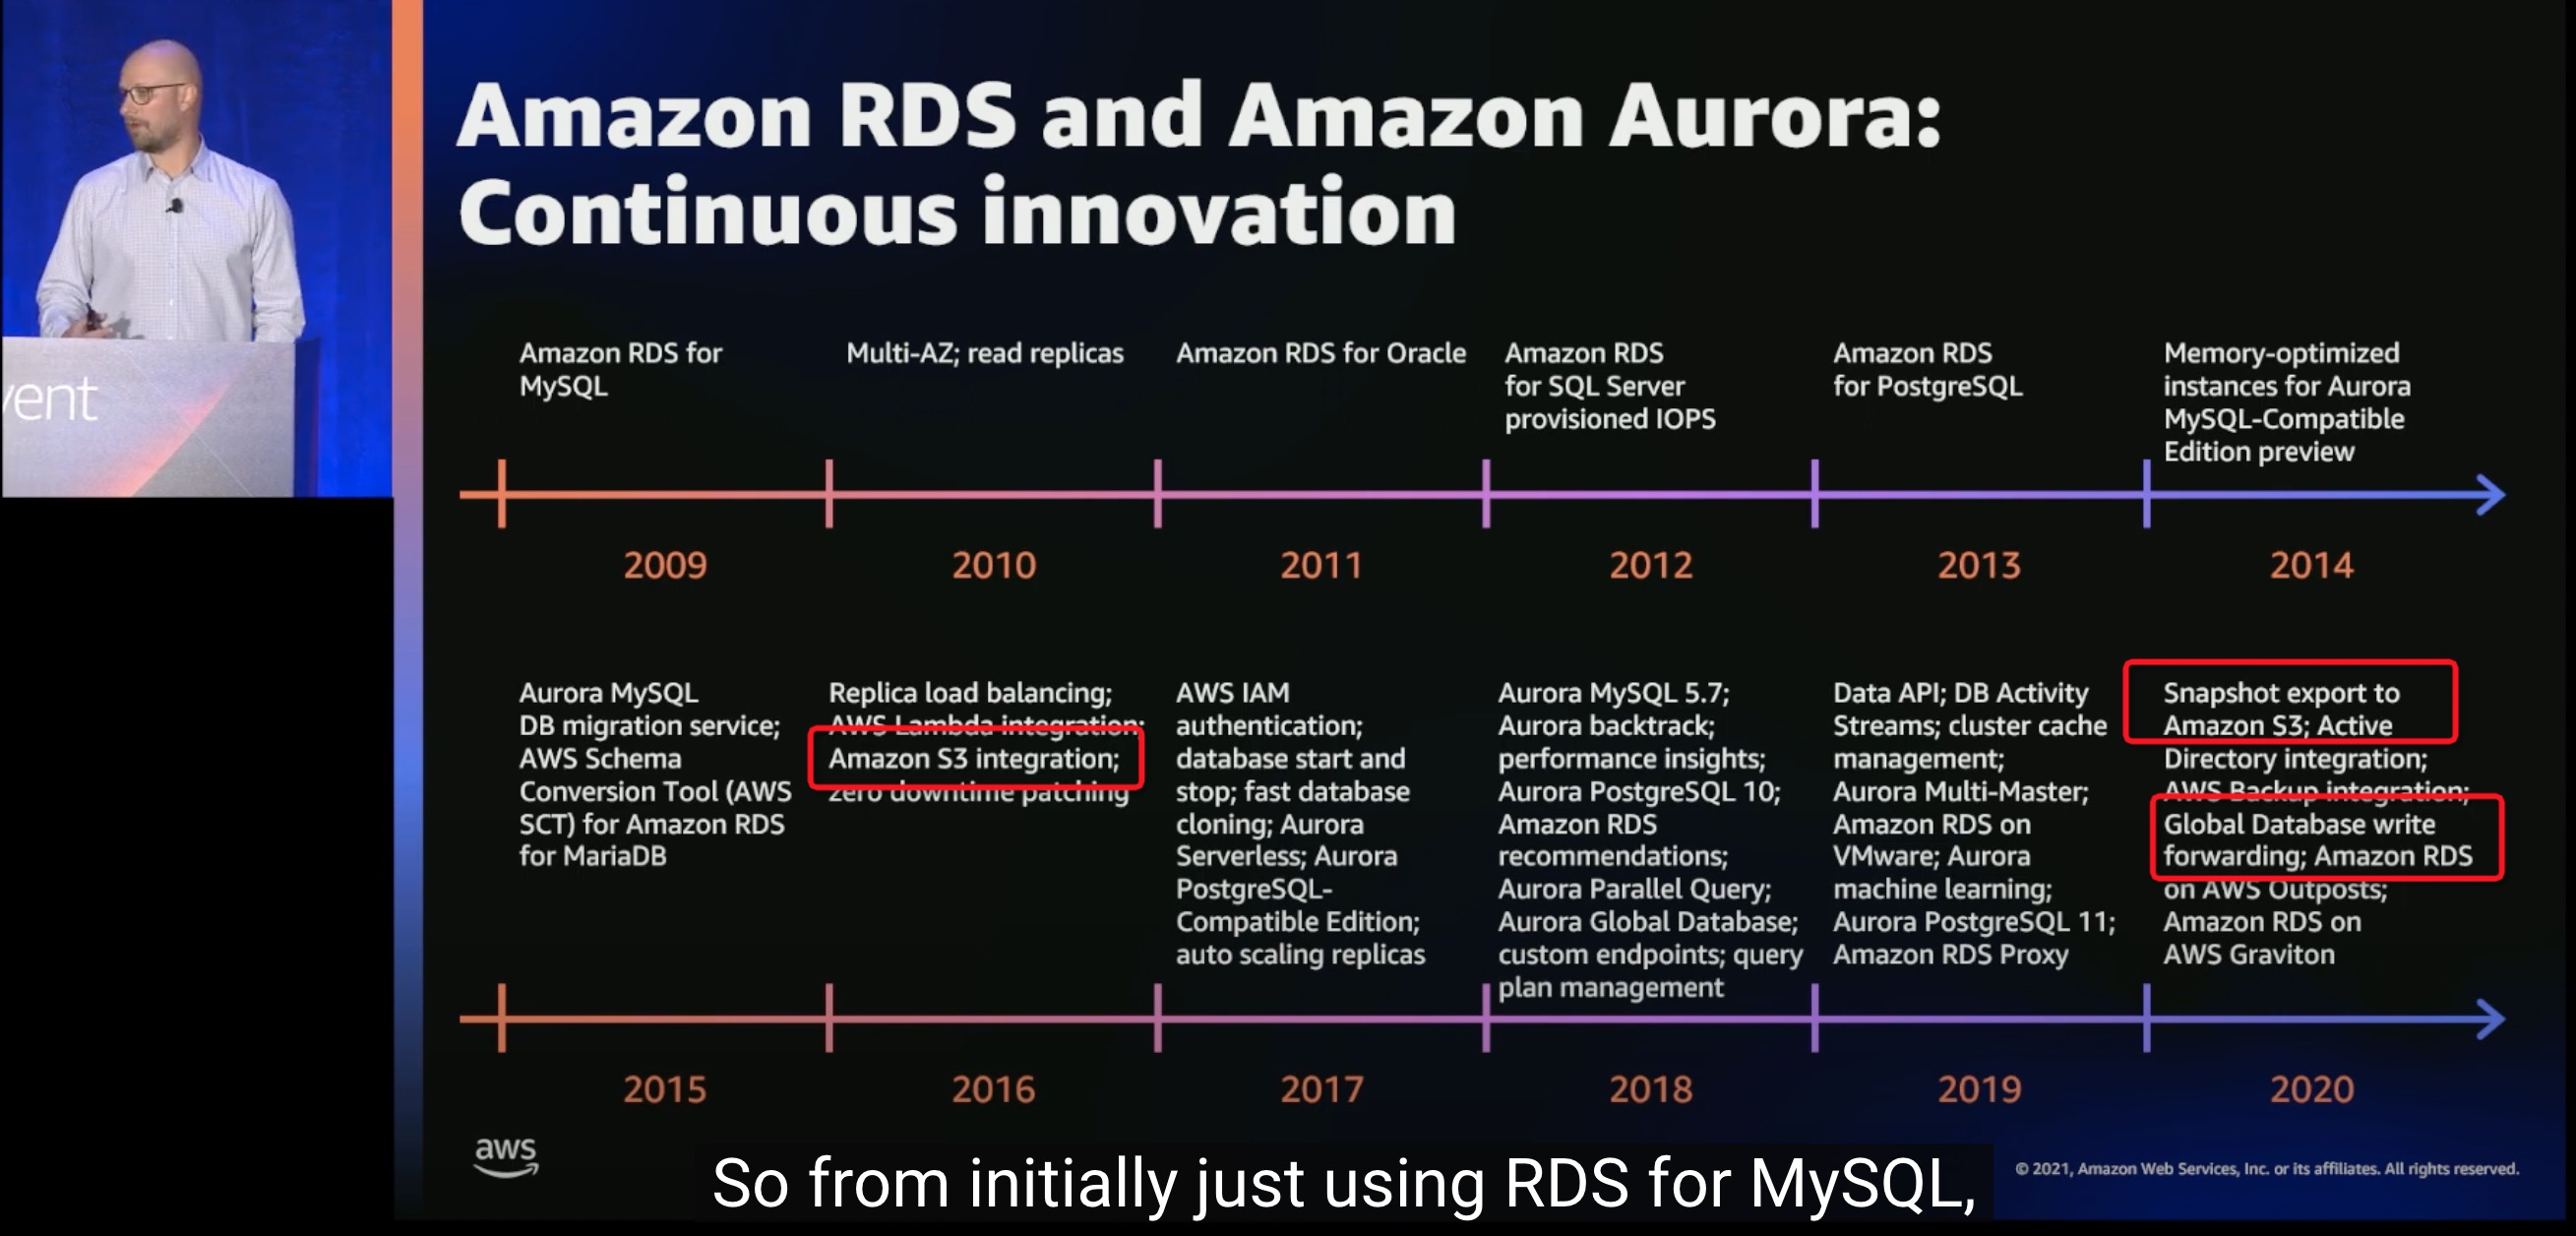 vent
Amazon RDS and Amazon Aurora:
Continuous innovation
Amazon RDS for
MySQL
Multi-AZ; read replicas
Amazon RDS for Oracle
Amazon RDS
for SQL Server
provisioned IOPS
Amazon RDS
for PostgreSQL
Memory-optimized
instances for Aurora
MySQL-Compatible
Edition preview
2009
2010
2011
2012
2013
2014
Aurora MySQL
DB migration service;
AWS Schema
Conversion Tool (AWS
SCT) for Amazon RDS
for MariaDB
Replica load balancing;
AWS Lambda integration;
Amazon S3 integration;
zero downtime patching
AWS IAM
authentication;
database start and
stop; fast database
cloning; Aurora
Serverless; Aurora
PostgreSQL-
Compatible Edition;
auto scaling replicas
Aurora MySQL 5.7;
Aurora backtrack;
performance insights;
Aurora PostgreSQL 10;
Amazon RDS
recommendations;
Aurora Parallel Query;
Aurora Global Database;
custom endpoints; query
plan management
Data API; DB Activity
Streams; cluster cache
management;
Aurora Multi-Master;
Amazon RDS on
VMware; Aurora
machine learning;
Aurora PostgreSQL 11;
Amazon RDS Proxy
Snapshot export to
Amazon S3; Active
Directory integration;
AWS Backup integration;
Global Database write
forwarding; Amazon RDS
on AWS Outposts;
Amazon RDS on
AWS Graviton
2015
2016
2017
2018
2019
2020
aws
© 2021, Amazon Web Services, Inc. or its affiliates. All rights reserved.
So from initially just using RDS for MySQL,